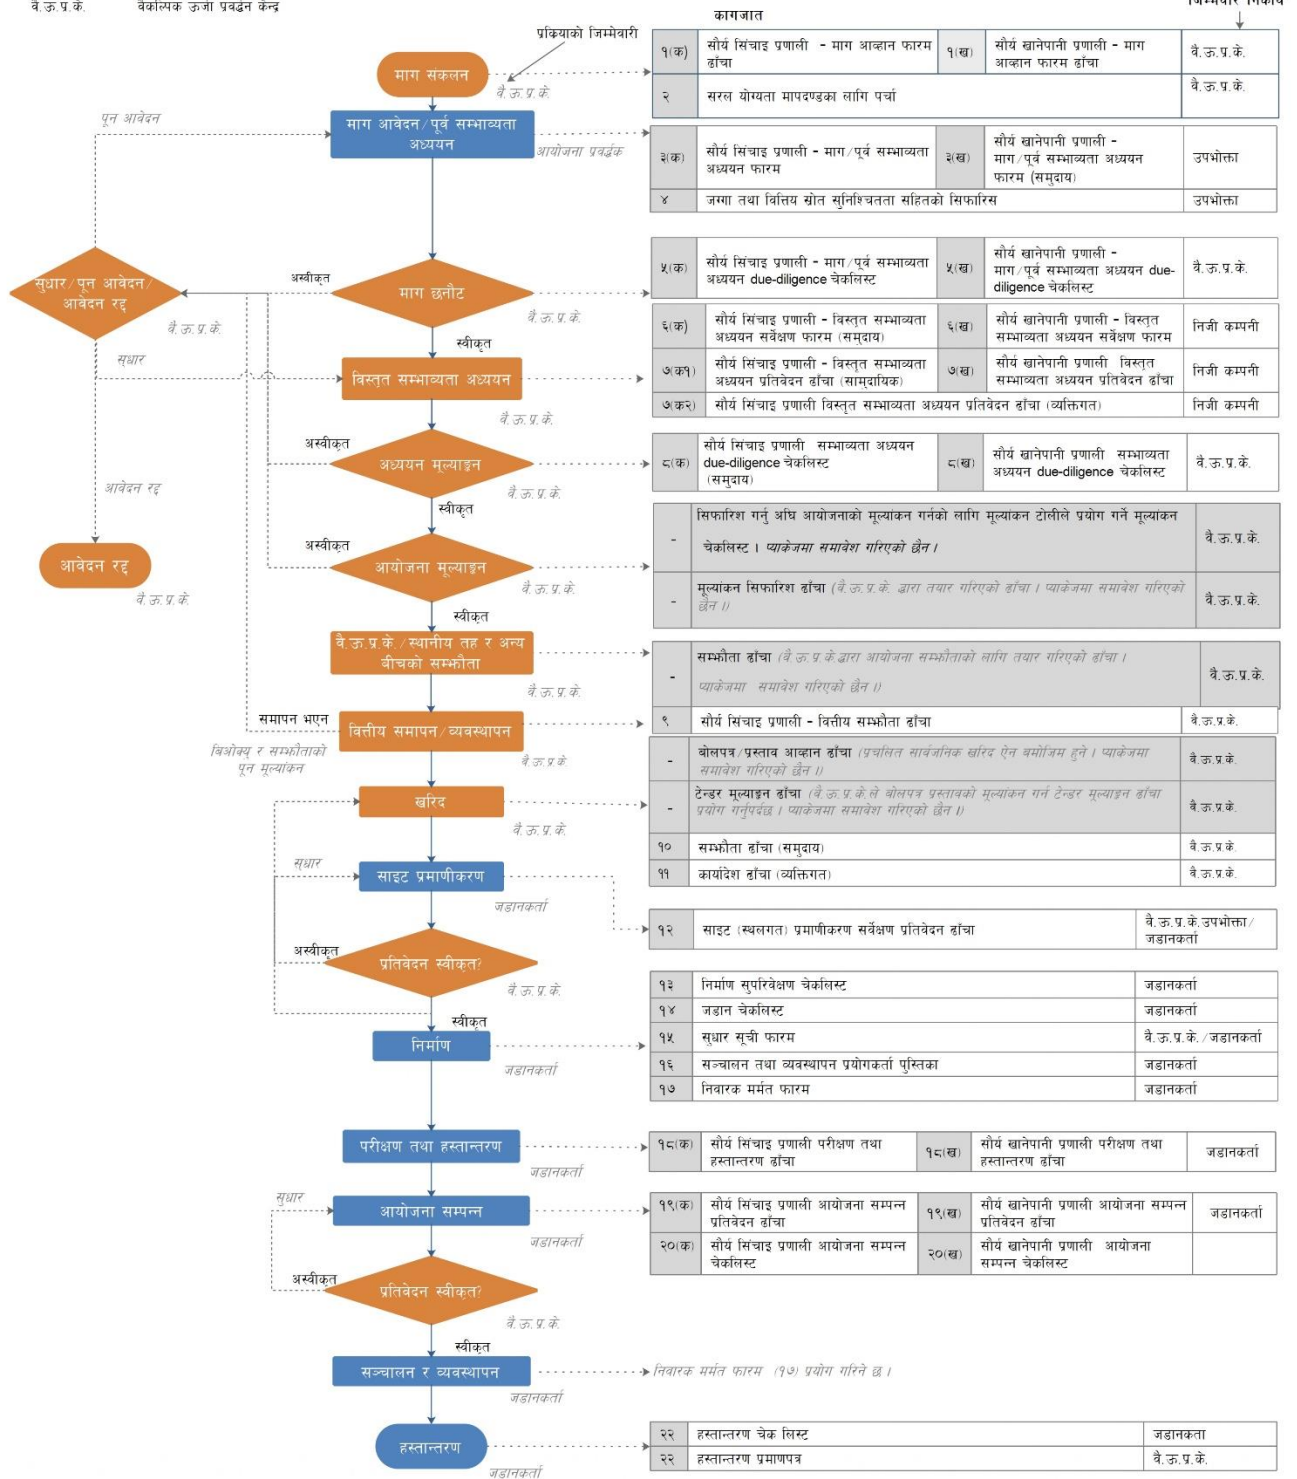 वै.ऊ.प्र.के. वैकल्पिक ऊर्जा प्रवर्द्धन केन्द्र
जिम्मेवार निकाय
कागजात
प्रक्रियाको जिम्मेवारी
माग संकलन
वै.ऊ.प्र.के.
१(क) सौर्य सिंचाइ प्रणाली - माग आव्हान फारम
ढाँचा
१(ख) सौर्य खानेपानी प्रणाली - माग
आव्हान फारम ढाँचा
वै.ऊ.प्र.के.
२ सरल योग्यता मापदण्डका लागि पर्चा
वै.ऊ.प्र.के.
पून आवेदन
माग आवेदन/पूर्व सम्भाव्यता
अध्ययन
आयोजना प्रवर्द्धक
३(क) सौर्य सिंचाइ प्रणाली - माग/पूर्व सम्भाव्यता
अध्ययन फारम
३(ख) सौर्य खानेपानी प्रणाली -
माग/पूर्व सम्भाव्यता अध्ययन
फारम (समुदाय)
उपभोक्ता
४ जग्गा तथा वित्तिय स्रोत सुनिश्चितता सहितको सिफारिस
उपभोक्ता
सुधार/पून आवेदन/
आवेदन रद्द
वै.ऊ.प्र.के.
अस्वीकृत
माग छनौट
वै.ऊ.प्र.के.
स्वीकृत
५(क) सौर्य सिंचाइ प्रणाली - माग/पूर्व सम्भाव्यता
अध्ययन due-diligence चेकलिस्ट
५(ख) सौर्य खानेपानी प्रणाली -
माग/पूर्व सम्भाव्यता अध्ययन due-
diligence चेकलिस्ट
वै.ऊ.प्र.के.
६(क) सौर्य सिंचाइ प्रणाली - विस्तृत सम्भाव्यता
अध्ययन सर्वेक्षण फारम (समुदाय)
६(ख) सौर्य खानेपानी प्रणाली - विस्तृत
सम्भाव्यता अध्ययन सर्वेक्षण फारम
निजी कम्पनी
सुधार
विस्तृत सम्भाव्यता अध्ययन
वै.ऊ.प्र.के.
७(क१) सौर्य सिंचाइ प्रणाली - विस्तृत सम्भाव्यता
अध्ययन प्रतिवेदन ढाँचा (सामुदायिक)
७(ख) सौर्य खानेपानी प्रणाली विस्तृत
सम्भाव्यता अध्ययन प्रतिवेदन ढाँचा
निजी कम्पनी
७(क२) सौर्य सिंचाइ प्रणाली विस्तृत सम्भाव्यता अध्ययन प्रतिवेदन ढाँचा (व्यक्तिगत)
निजी कम्पनी
अस्वीकृत
अध्ययन मूल्याङ्कन
वै.ऊ.प्र.के.
स्वीकृत
८(क) सौर्य सिंचाइ प्रणाली सम्भाव्यता अध्ययन
due-diligence चेकलिस्ट
(समुदाय)
८(ख) सौर्य खानेपानी प्रणाली सम्भाव्यता
अध्ययन due-diligence चेकलिस्ट
वै.ऊ.प्र.के.
आवेदन रद्द
आवेदन रद्द
वै.ऊ.प्र.के.
अस्वीकृत
आयोजना मूल्याङ्कन
वै.ऊ.प्र.के.
स्वीकृत
- सिफारिश गर्नु अघि आयोजनाको मूल्यांकन गर्नको लागि मूल्यांकन टोलीले प्रयोग गर्ने मूल्यांकन
चेकलिस्ट । प्याकेजमा समावेश गरिएको छैन ।
वै.ऊ.प्र.के.
- मूल्यांकन सिफारिश ढाँचा (वै.ऊ.प्र.के. द्धारा तयार गरिएको ढाँचा । प्याकेजमा समावेश गरिएको
छैन ।)
वै.ऊ.प्र.के.
वै.ऊ.प्र.के./स्थानीय तह र अन्य
बीचको सम्झौता
वै.ऊ.प्र.के.
- सम्झौता ढाँचा (वै.ऊ.प्र.के.द्धारा आयोजना सम्झौताको लागि तयार गरिएको ढाँचा ।
प्याकेजमा समावेश गरिएको छैन ।)
वै.ऊ.प्र.के.
समापन भएन
वित्तीय समापन/व्यवस्थापन
वै.ऊ.प्र.के.
बिओक्यु र सम्झौताको
पून मूल्यांकन
९ सौर्य सिंचाइ प्रणाली - वित्तीय सम्झौता ढाँचा
वै.ऊ.प्र.के.
- बोलपत्र/प्रस्ताव आव्हान ढाँचा (प्रचलित सार्वजनिक खरिद ऐन बमोजिम हुने । प्याकेजमा
समावेश गरिएको छैन ।)
वै.ऊ.प्र.के.
खरिद
वै.ऊ.प्र.के.
- टेन्डर मूल्याङ्कन ढाँचा (वै.ऊ.प्र.के.ले बोलपत्र प्रस्तावको मूल्यांकन गर्न टेन्डर मूल्याङ्कन ढाँचा
प्रयोग गर्नुपर्दछ । प्याकेजमा समावेश गरिएको छैन ।)
वै.ऊ.प्र.के.
१० सम्झौता ढाँचा (समुदाय)
वै.ऊ.प्र.के.
११ कार्यादेश ढाँचा (व्यक्तिगत)
वै.ऊ.प्र.के.
सुधार
साइट प्रमाणीकरण
जडानकर्ता
१२ साइट (स्थलगत) प्रमाणीकरण सर्वेक्षण प्रतिवेदन ढाँचा
वै.ऊ.प्र.के.उपभोक्ता/
जडानकर्ता
अस्वीकृत
प्रतिवेदन स्वीकृत?
वै.ऊ.प्र.के.
स्वीकृत
१३ निर्माण सुपरिवेक्षण चेकलिस्ट जडानकर्ता
१४ जडान चेकलिस्ट जडानकर्ता
निर्माण
जडानकर्ता
१५ सुधार सूची फारम वै.ऊ.प्र.के./जडानकर्ता
१६ सञ्चालन तथा व्यवस्थापन प्रयोगकर्ता पुस्तिका जडानकर्ता
१७ निवारक मर्मत फारम जडानकर्ता
परीक्षण तथा हस्तान्तरण
जडानकर्ता
१८(क) सौर्य सिंचाइ प्रणाली परीक्षण तथा
हस्तान्तरण ढाँचा
१८(ख) सौर्य खानेपानी प्रणाली परीक्षण तथा
हस्तान्तरण ढाँचा
जडानकर्ता
सुधार
आयोजना सम्पन्न
जडानकर्ता
१९(क) सौर्य सिंचाइ प्रणाली आयोजना सम्पन्न
प्रतिवेदन ढाँचा
१९(ख) सौर्य खानेपानी प्रणाली आयोजना सम्पन्न
प्रतिवेदन ढाँचा
जडानकर्ता
२०(क) सौर्य सिंचाइ प्रणाली आयोजना सम्पन्न
चेकलिस्ट
२०(ख) सौर्य खानेपानी प्रणाली आयोजना
सम्पन्न चेकलिस्ट
अस्वीकृत
प्रतिवेदन स्वीकृत?
वै.ऊ.प्र.के.
स्वीकृत
सञ्चालन र व्यवस्थापन
जडानकर्ता
निवारक मर्मत फारम (१७) प्रयोग गरिने छ ।
हस्तान्तरण
जडानकर्ता
२२ हस्तान्तरण चेक लिस्ट जडानकता
२२ हस्तान्तरण प्रमाणपत्र वै.ऊ.प्र.के.